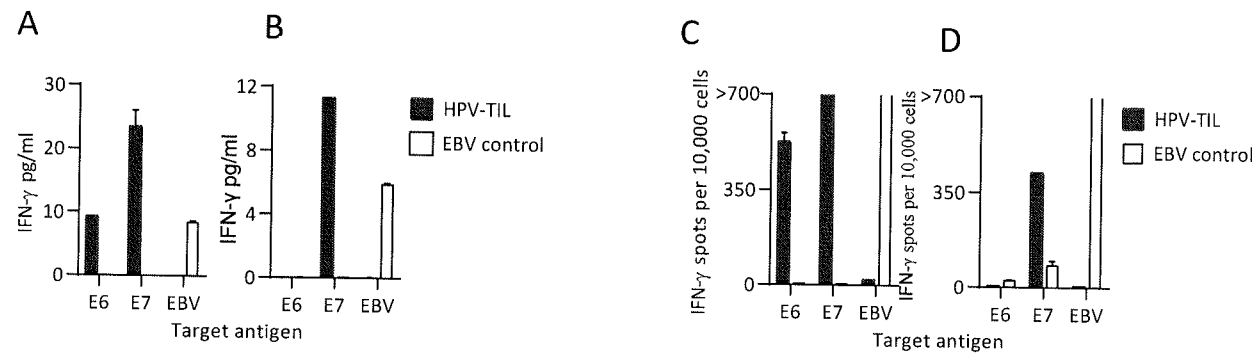 A
IFN-γ pg/ml
30
20
10
0
E6 E7 EBV
B
IFN-γ pg/ml
12
8
4
0
E6 E7 EBV
HPV-TIL
EBV control
Target antigen
C
IFN-γ spots per 10,000 cells
>700
350
0
E6 E7 EBV
D
IFN-γ spots per 10,000 cells
>700
350
0
E6 E7 EBV
HPV-TIL
EBV control
Target antigen